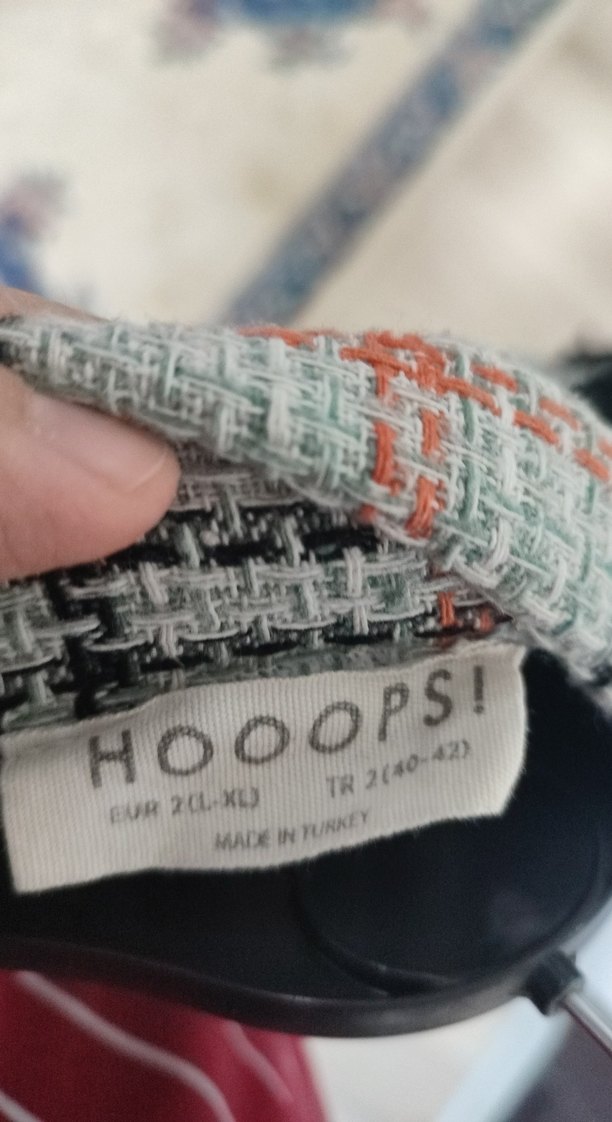 HOOOPS!
EUR 2(L-XL) TR 2(40-42)
MADE IN TURKEY